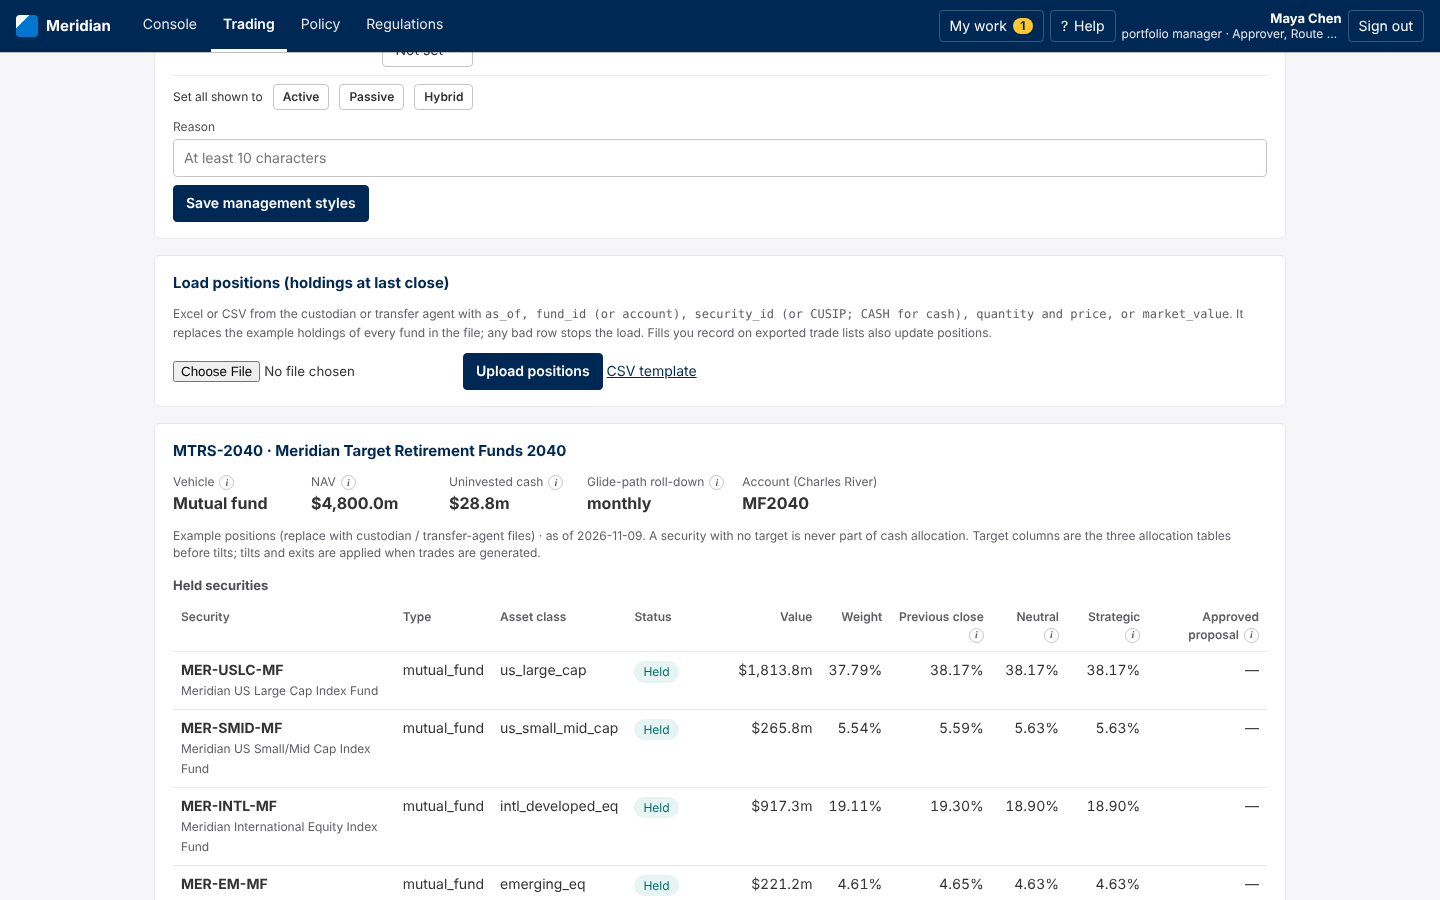 Meridian
Console
Trading
Policy
Regulations
My work 1
? Help
Maya Chen
portfolio manager · Approver, Route ...
Sign out
Not set
Set all shown to Active Passive Hybrid
Reason
At least 10 characters
Save management styles
Load positions (holdings at last close)
Excel or CSV from the custodian or transfer agent with as_of, fund_id (or account), security_id (or CUSIP; CASH for cash), quantity and price, or market_value. It
replaces the example holdings of every fund in the file; any bad row stops the load. Fills you record on exported trade lists also update positions.
Choose File No file chosen Upload positions CSV template
MTRS-2040 · Meridian Target Retirement Funds 2040
Vehicle i NAV i Uninvested cash i Glide-path roll-down i Account (Charles River)
Mutual fund $4,800.0m $28.8m monthly MF2040
Example positions (replace with custodian / transfer-agent files) · as of 2026-11-09. A security with no target is never part of cash allocation. Target columns are the three allocation tables
before tilts; tilts and exits are applied when trades are generated.
Held securities
Security Type Asset class Status Value Weight Previous close i Neutral i Strategic i Approved proposal i
MER-USLC-MF mutual_fund us_large_cap Held $1,813.8m 37.79% 38.17% 38.17% 38.17% —
Meridian US Large Cap Index Fund
MER-SMID-MF mutual_fund us_small_mid_cap Held $265.8m 5.54% 5.59% 5.63% 5.63% —
Meridian US Small/Mid Cap Index
Fund
MER-INTL-MF mutual_fund intl_developed_eq Held $917.3m 19.11% 19.30% 18.90% 18.90% —
Meridian International Equity Index
Fund
MER-EM-MF mutual_fund emerging_eq Held $221.2m 4.61% 4.65% 4.63% 4.63% —